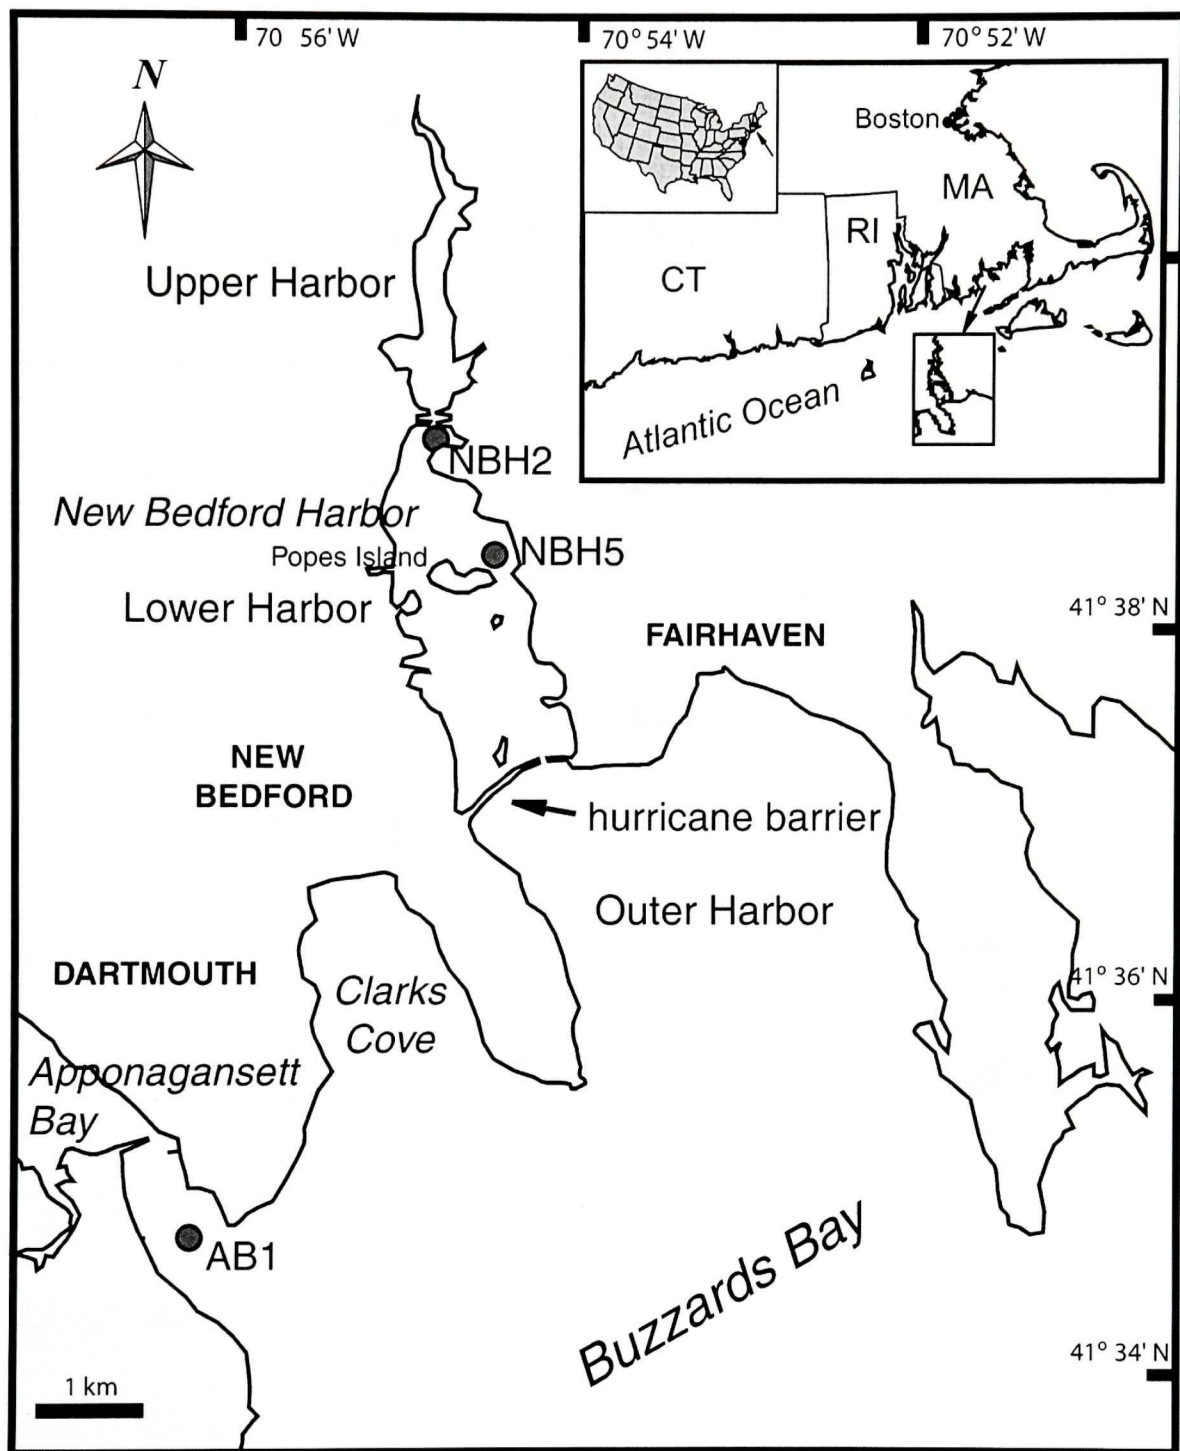 70 56' W
70° 54' W
70° 52' W
N
Boston
MA
RI
CT
Atlantic Ocean
Upper Harbor
NBH2
New Bedford Harbor
Popes Island
NBH5
Lower Harbor
41° 38' N
FAIRHAVEN
NEW
BEDFORD
hurricane barrier
Outer Harbor
DARTMOUTH
Clarks
Cove
41° 36' N
Apponagansett
Bay
AB1
Buzzards Bay
41° 34' N
1 km